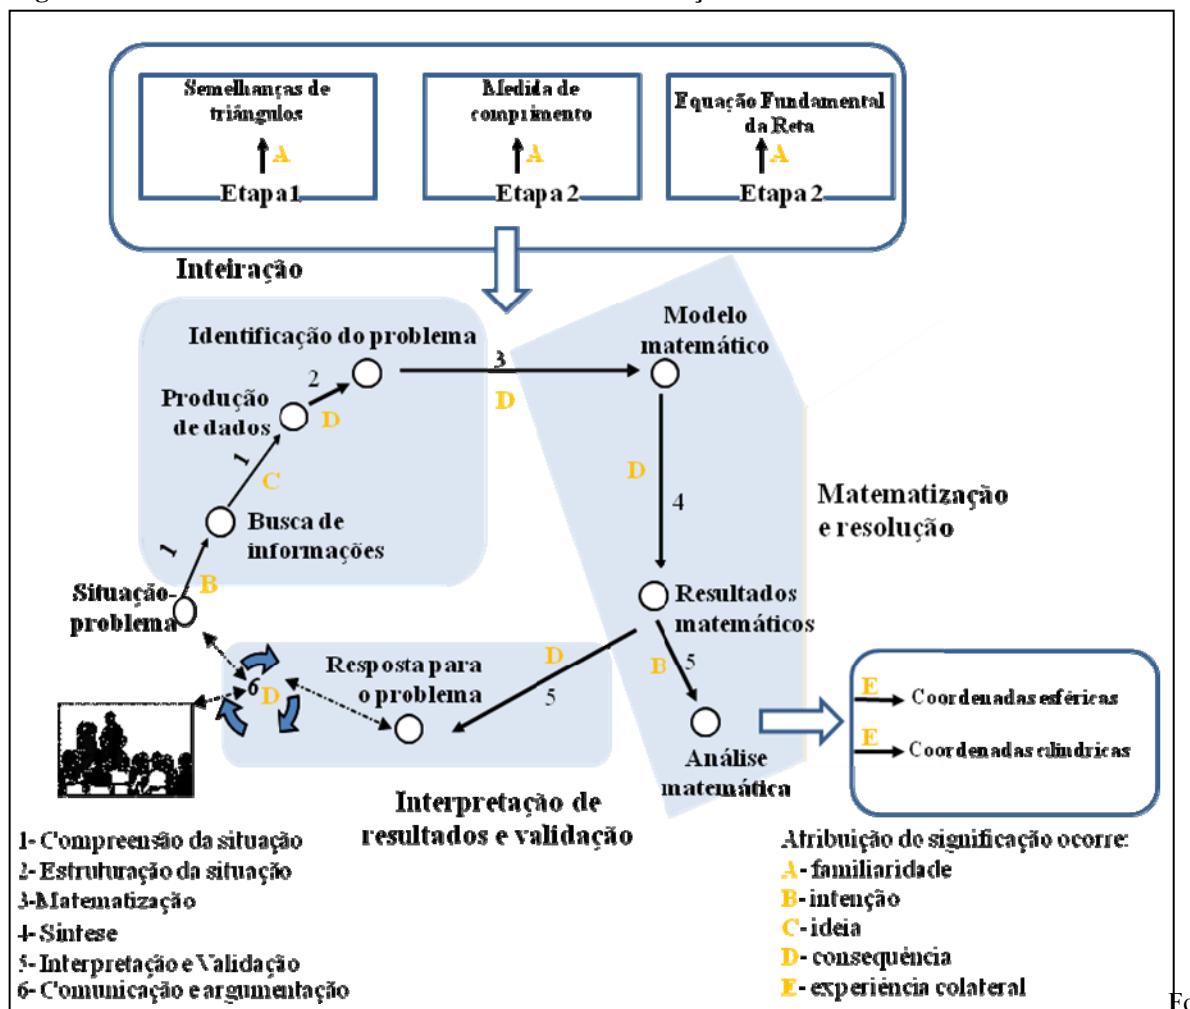 Semelhanças de
triângulos
A
Etapa 1
Medida de
comprimento
A
Etapa 2
Equação Fundamental
da Reta
A
Etapa 2
Inteiração
Identificação do problema
2
D
Produção
de dados
1
C
Busca de
informações
1
B
Situação-
problema
3
D
Modelo
matemático
D
4
Matematização
e resolução
Resultados
matemáticos
B
5
D
5
Análise
matemática
E
Coordenadas esféricas
E
Coordenadas cilíndricas
Resposta para
o problema
6
D
Interpretação de
resultados e validação
1- Compreensão da situação
2- Estruturação da situação
3-Matematização
4- Síntese
5- Interpretação e Validação
6- Comunicação e argumentação
Atribuição de significação ocorre:
A- familiaridade
B- intenção
C- ideia
D- consequência
E- experiência colateral